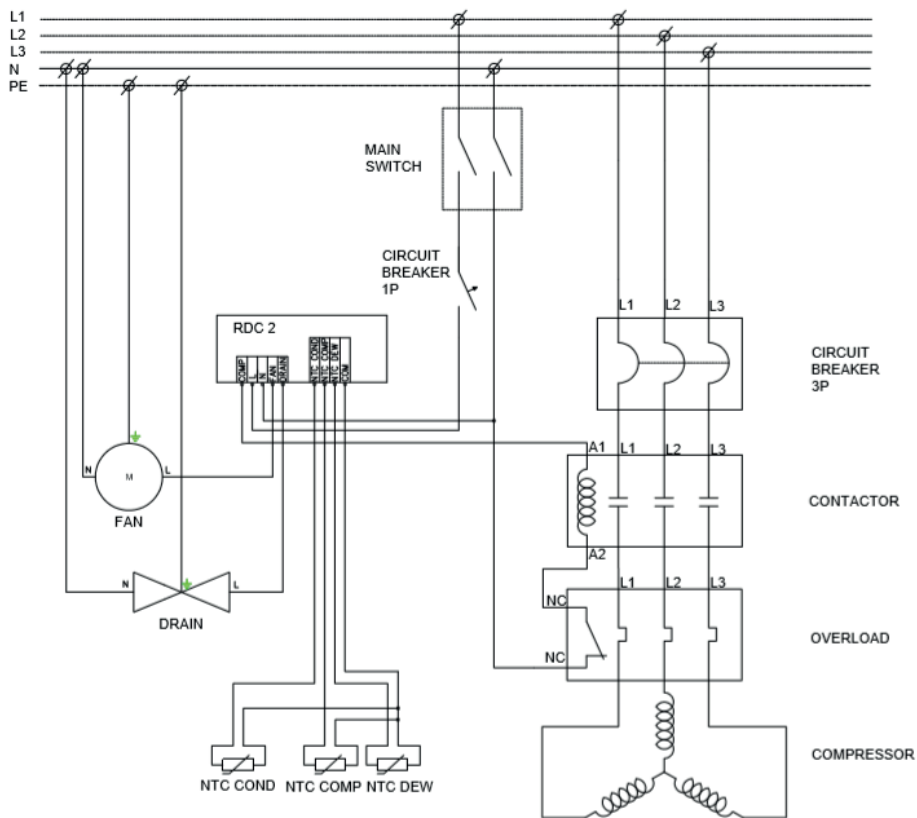 L1
L2
L3
N
PE
MAIN
SWITCH
CIRCUIT
BREAKER
1P
L1
L2
L3
RDC 2
COMP
L
N
FAN
DRAIN
NTC COND
NTC COMP
NTC DEW
COM
CIRCUIT
BREAKER
3P
A1
L1
L2
L3
N
M
L
FAN
CONTACTOR
A2
N
L
DRAIN
L1
L2
L3
NC
NC
OVERLOAD
NTC COND
NTC COMP
NTC DEW
COMPRESSOR